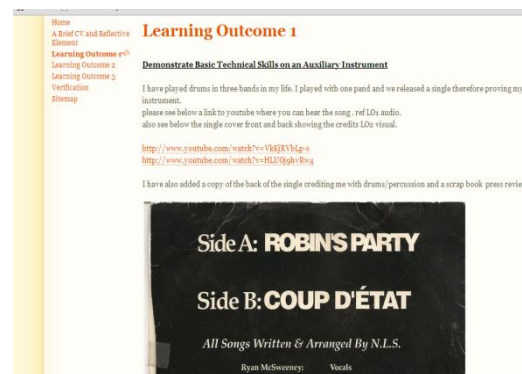 Home
A Brief CV and Reflective
Element
Learning Outcome 1
Learning Outcome 2
Learning Outcome 3
Verification
Sitemap
Learning Outcome 1
Demonstrate Basic Technical Skills on an Auxiliary Instrument
I have played drums in three bands in my life. I played with one pand and we released a single therefore proving my
instrument.
please see below a link to youtube where you can hear the song . ref LO1 audio.
also see below the single cover front and back showing the credits LO2 visual.
http://www.youtube.com/watch?v=
http://www.youtube.com/watch?v=
I have also added a copy of the back of the single crediting me with drums/percussion and a scrap book press revie
Side A: ROBIN'S PARTY
Side B: COUP D'ÉTAT
All Songs Written & Arranged By N.L.S.
Ryan McSweeney: Vocals